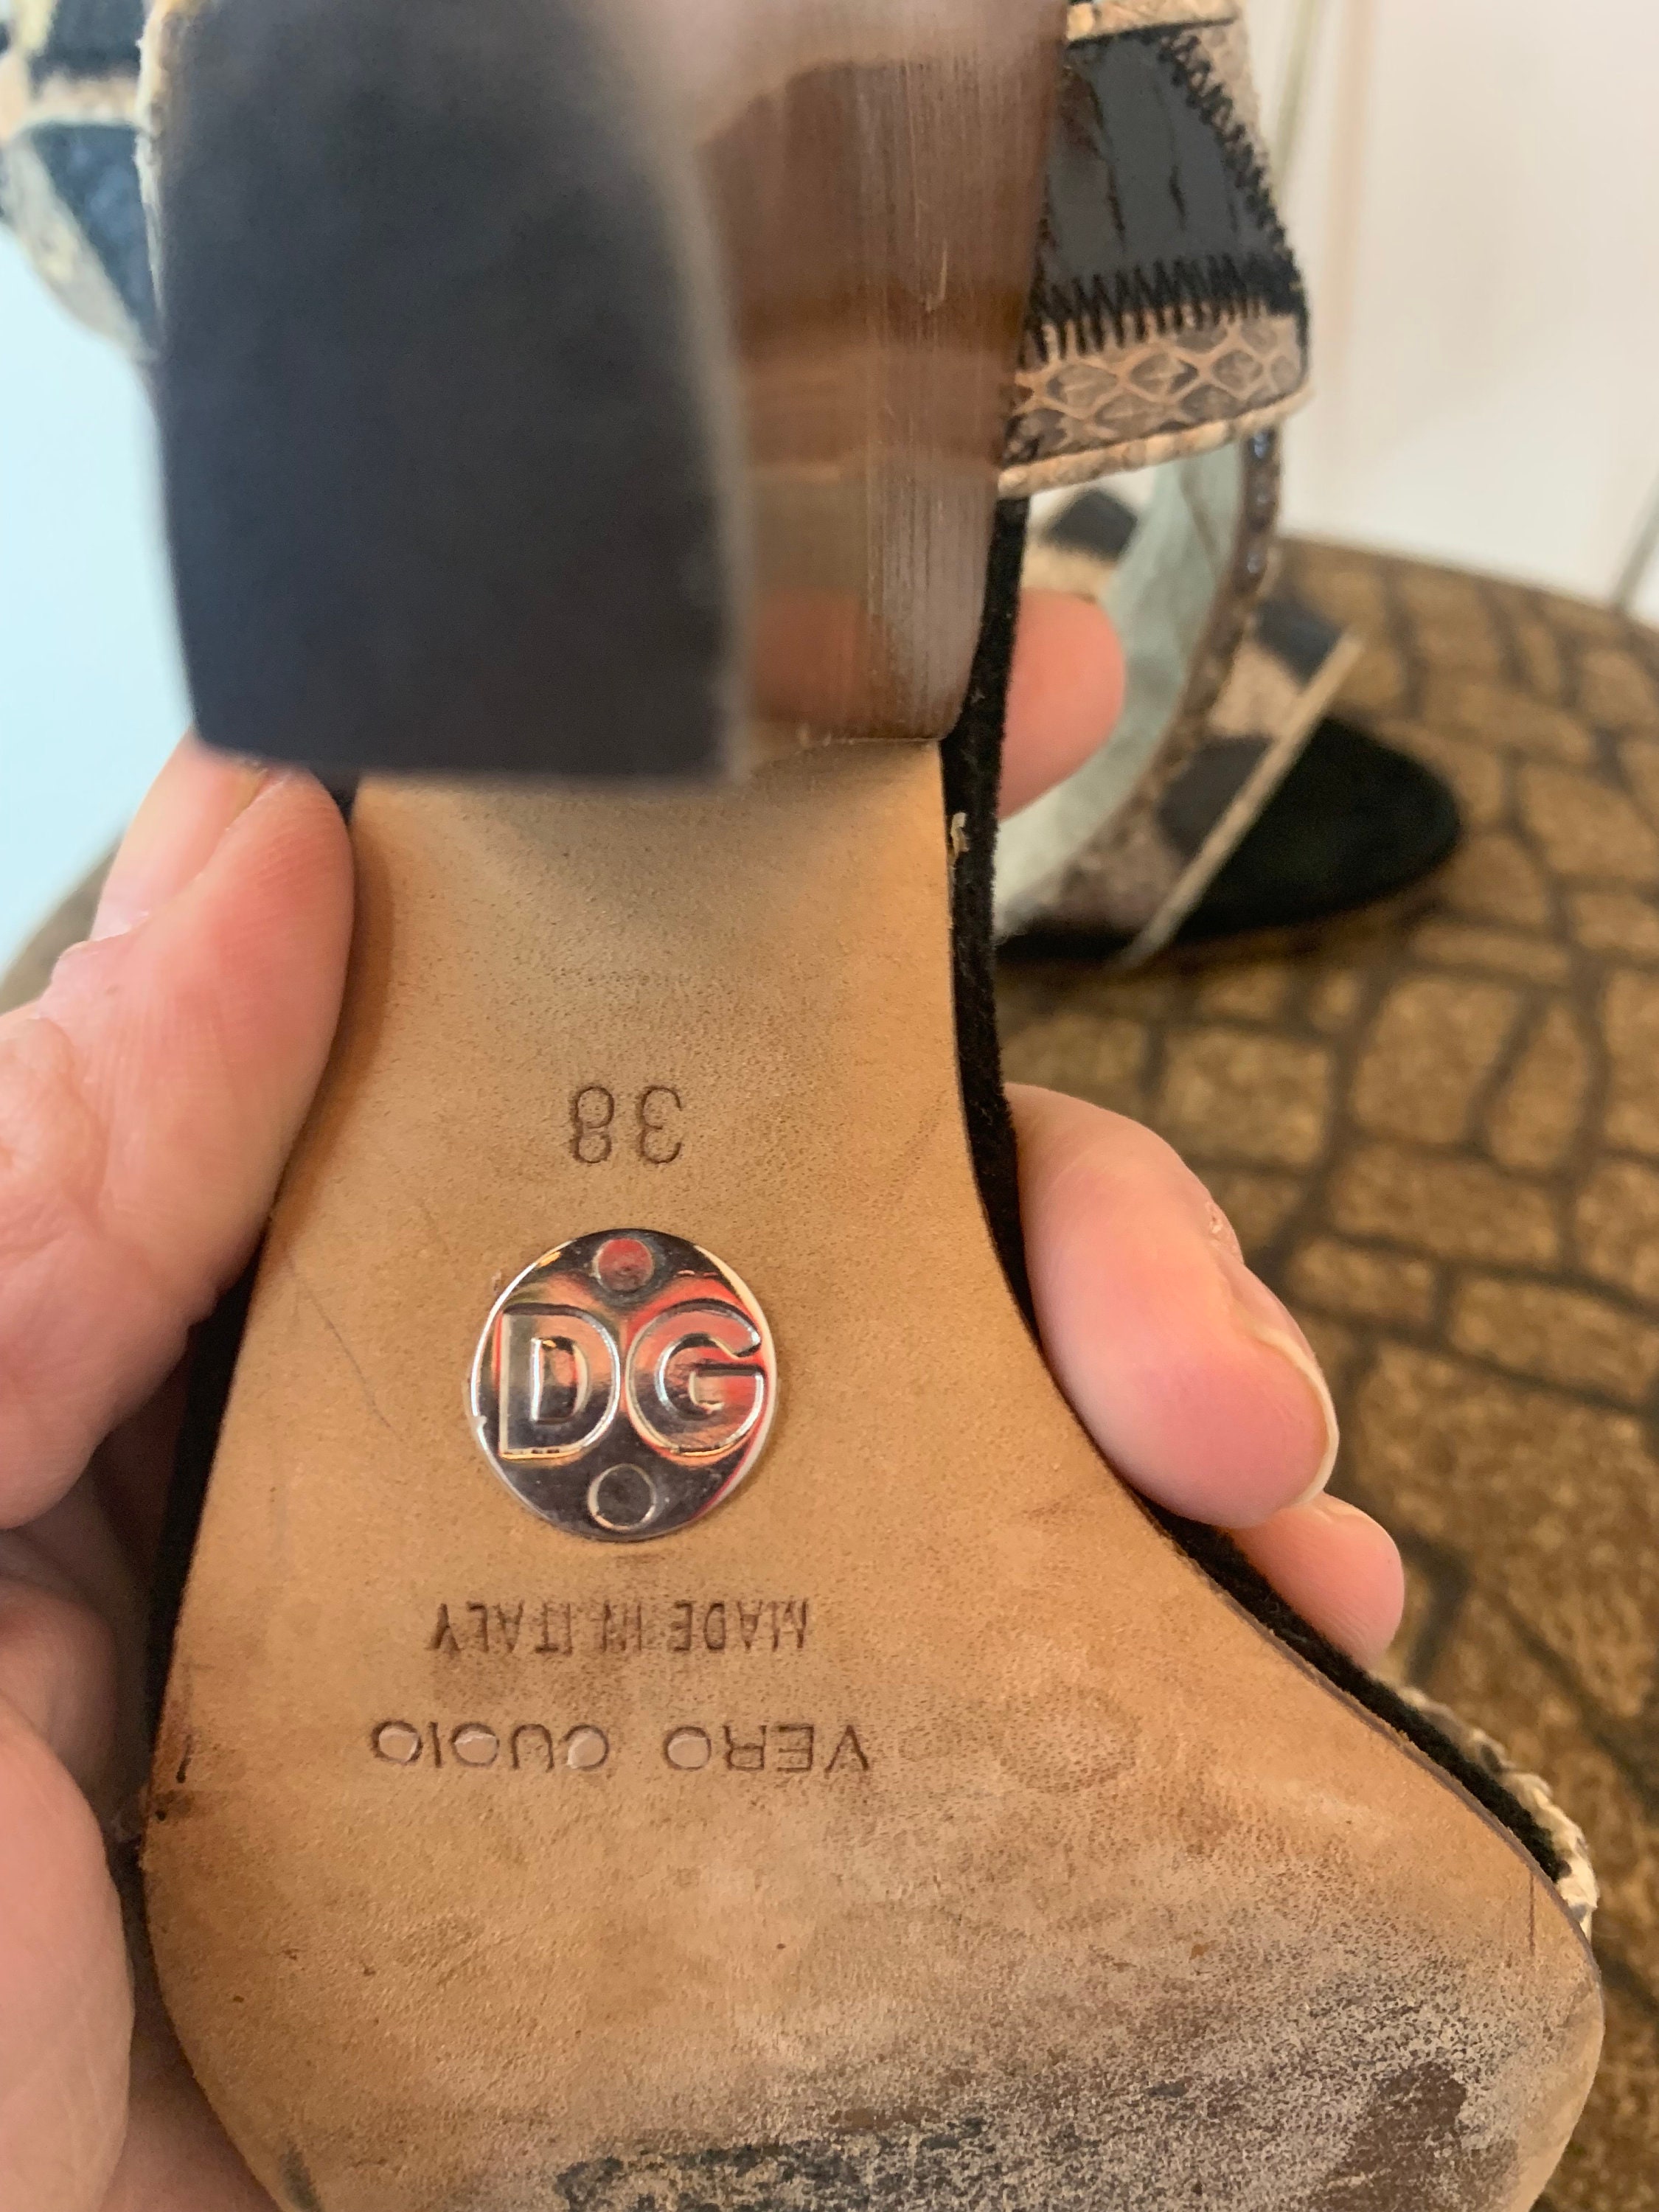 VERO CUOIO
MADE IN ITALY
DG
38